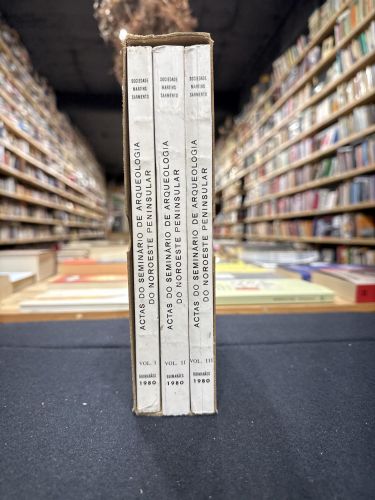 SOCIEDADE
MARTINS
SARMENTO
ACTAS DO SEMINÁRIO DE ARQUEOLOGIA
DO NOROESTE PENINSULAR
VOL. I
GUIMARÃES
1980
SOCIEDADE
MARTINS
SARMENTO
ACTAS DO SEMINÁRIO DE ARQUEOLOGIA
DO NOROESTE PENINSULAR
VOL. II
GUIMARÃES
1980
SOCIEDADE
MARTINS
SARMENTO
ACTAS DO SEMINÁRIO DE ARQUEOLOGIA
DO NOROESTE PENINSULAR
VOL. III
GUIMARÃES
1980